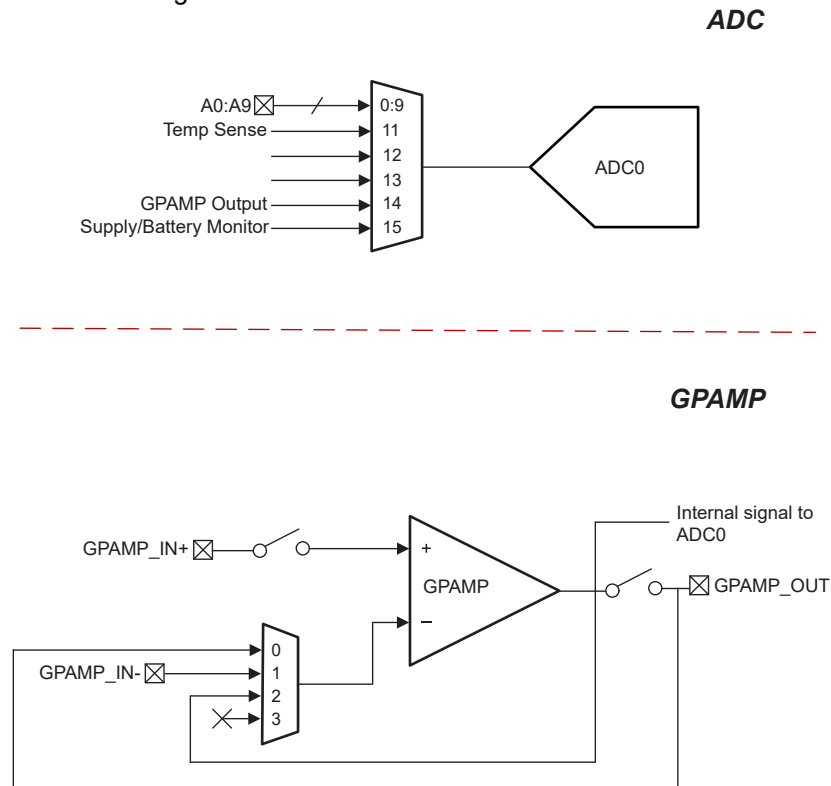 ADC
A0:A9
0:9
Temp Sense
11
12
13
GPAMP Output
14
Supply/Battery Monitor
15
ADC0
GPAMP
Internal signal to
ADC0
GPAMP_IN+
+
GPAMP
−
GPAMP_OUT
0
GPAMP_IN-
1
2
3